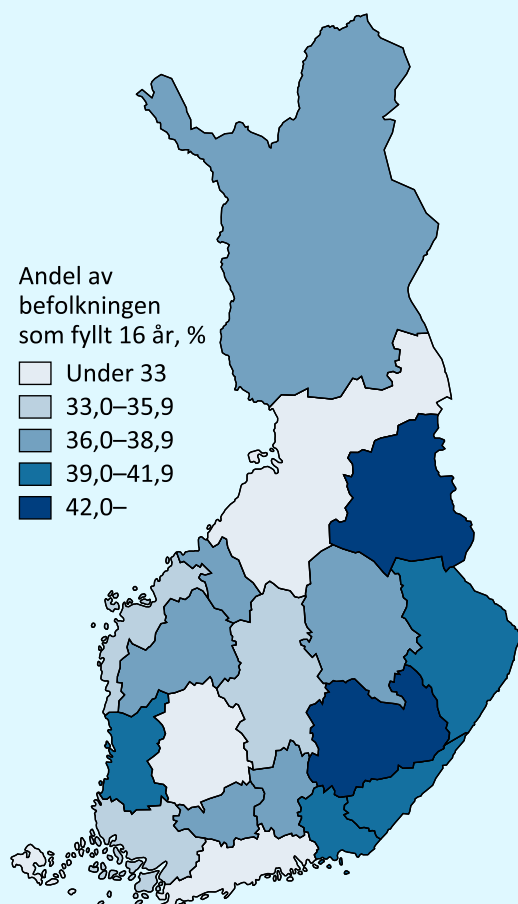 Andel av
befolkningen
som fyllt 16 år, %
Under 33
33,0–35,9
36,0–38,9
39,0–41,9
42,0–